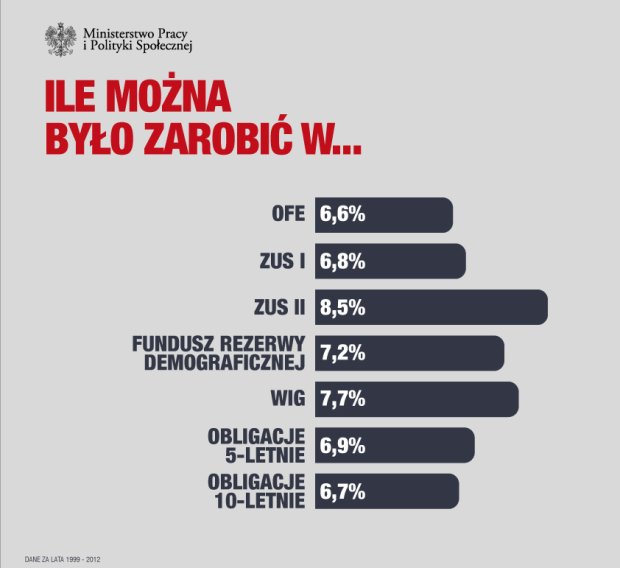 Ministerstwo Pracy
i Polityki Społecznej
ILE MOŻNA
BYŁO ZAROBIĆ W...
OFE 6,6%
ZUS I 6,8%
ZUS II 8,5%
FUNDUSZ REZERWY
DEMOGRAFICZNEJ 7,2%
WIG 7,7%
OBLIGACJE
5-LETNIE 6,9%
OBLIGACJE
10-LETNIE 6,7%
DANE ZA LATA 1999 - 2012